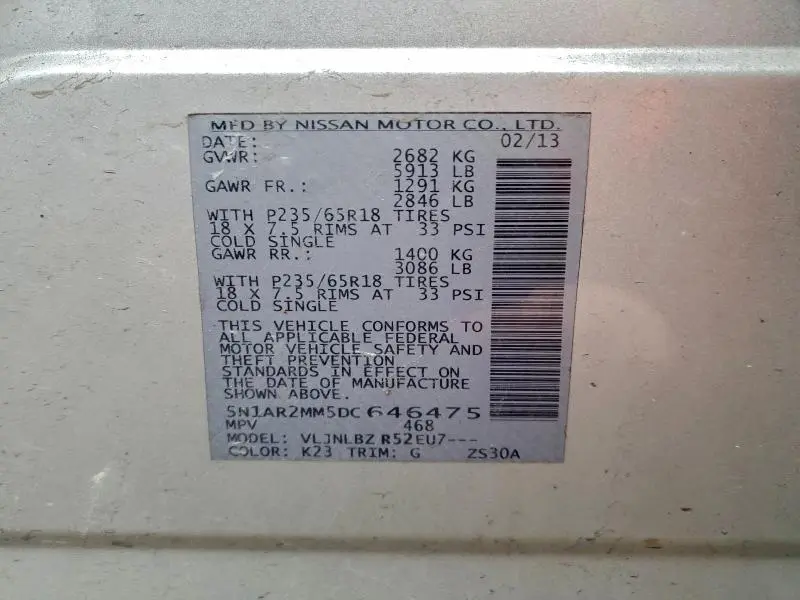 MFD BY NISSAN MOTOR CO., LTD.
DATE: 02/13
GVWR: 2682 KG
5913 LB
GAWR FR.: 1291 KG
2846 LB
WITH P235/65R18 TIRES
18 X 7.5 RIMS AT 33 PSI
COLD SINGLE
GAWR RR.: 1400 KG
3086 LB
WITH P235/65R18 TIRES
18 X 7.5 RIMS AT 33 PSI
COLD SINGLE
THIS VEHICLE CONFORMS TO
ALL APPLICABLE FEDERAL
MOTOR VEHICLE SAFETY AND
THEFT PREVENTION
STANDARDS IN EFFECT ON
THE DATE OF MANUFACTURE
SHOWN ABOVE.
5N1AR2MM5DC646475
MPV 468
MODEL: VLJNLBZ R52EU7---
COLOR: K23 TRIM: G ZS30A